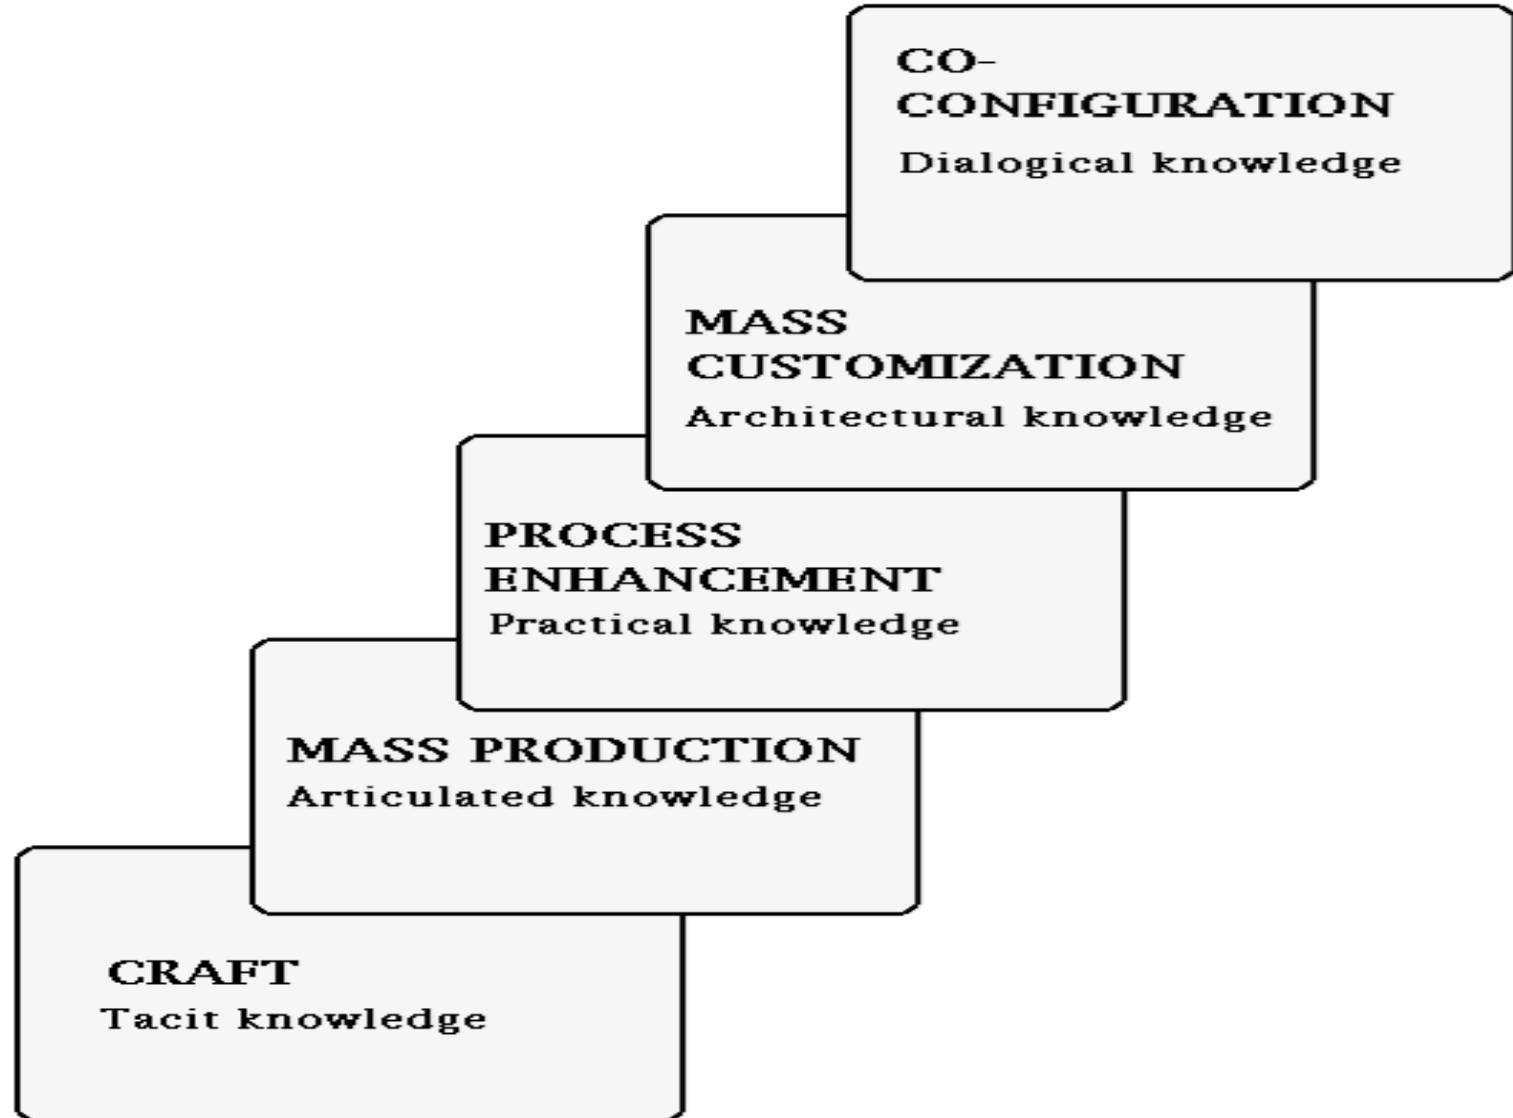 CO-
CONFIGURATION
Dialogical knowledge
MASS
CUSTOMIZATION
Architectural knowledge
PROCESS
ENHANCEMENT
Practical knowledge
MASS PRODUCTION
Articulated knowledge
CRAFT
Tacit knowledge